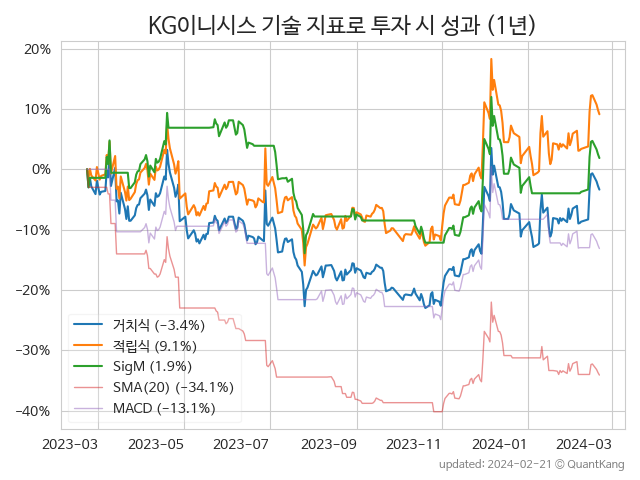 KG이니시스 기술 지표로 투자 시 성과 (1년)
20%
10%
0%
−10%
−20%
−30%
−40%
거치식 (−3.4%)
적립식 (9.1%)
SigM (1.9%)
SMA(20) (−34.1%)
MACD (−13.1%)
2023−03 2023−05 2023−07 2023−09 2023−11 2024−01 2024−03
updated: 2024−02−21 © QuantKang